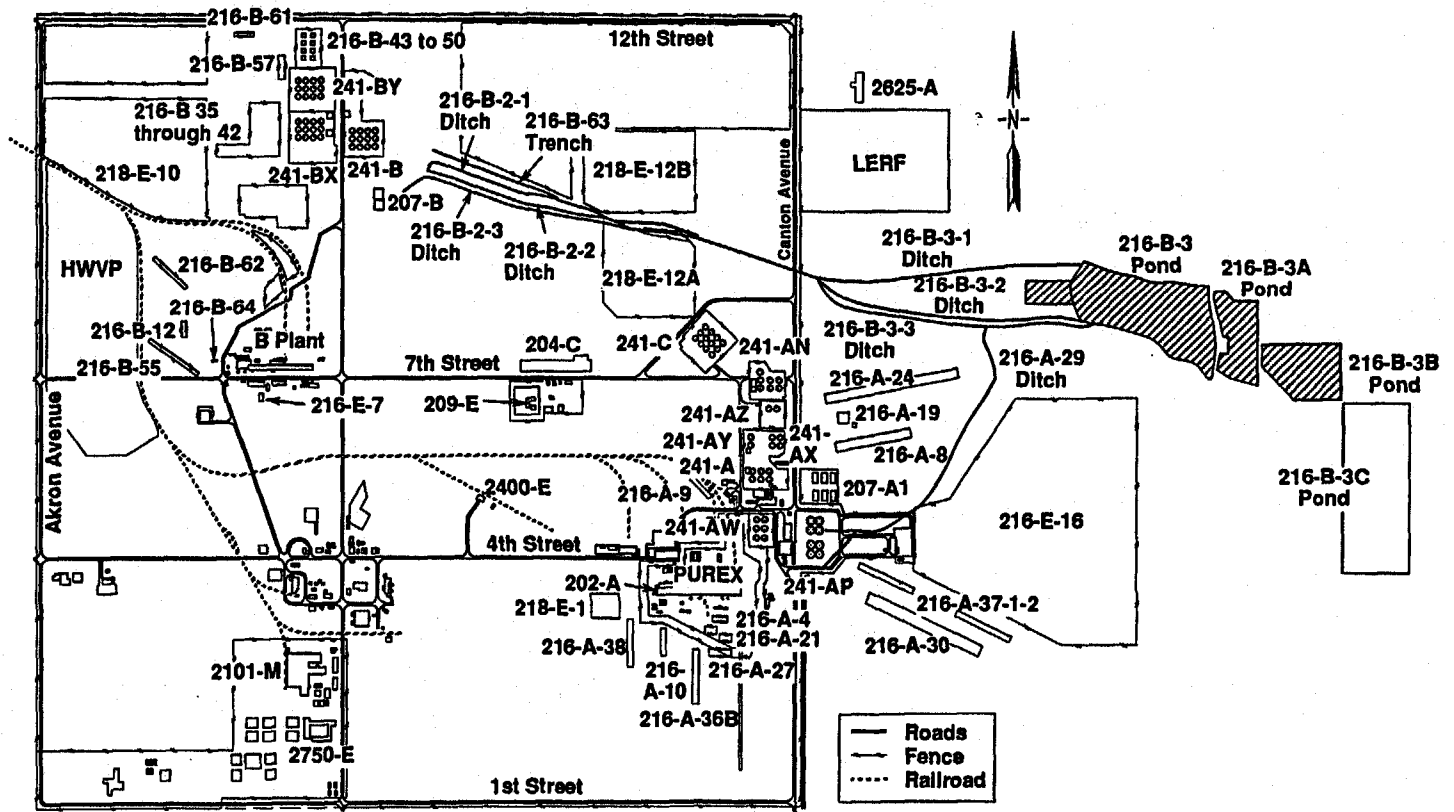 216-B-61
216-B-43 to 50
12th Street
216-B-57
241-BY
2625-A
216-B-2-1
Ditch
216-B-63
Trench
216-B 35
through 42
-N-
LERF
218-E-10
241-BX
241-B
218-E-12B
Canton Avenue
207-B
216-B-2-3
Ditch
216-B-2-2
Ditch
216-B-3-1
Ditch
216-B-3
Pond
216-B-3A
Pond
HWVP
216-B-62
218-E-12A
216-B-3-2
Ditch
216-B-64
216-B-12
B Plant
216-B-3-3
Ditch
216-B-55
7th Street
204-C
241-C
241-AN
216-A-29
Ditch
216-B-3B
Pond
216-A-24
216-E-7
209-E
241-AZ
216-A-19
Akron Avenue
241-AY
241-
AX
216-A-8
241-A
216-B-3C
Pond
2400-E
216-A-9
207-A1
241-AW
216-E-16
4th Street
PUREX
202-A
241-AP
218-E-1
216-A-37-1-2
216-A-4
216-A-21
216-A-38
216-A-30
2101-M
216-
A-10
216-A-27
216-A-36B
2750-E
Roads
Fence
Railroad
1st Street